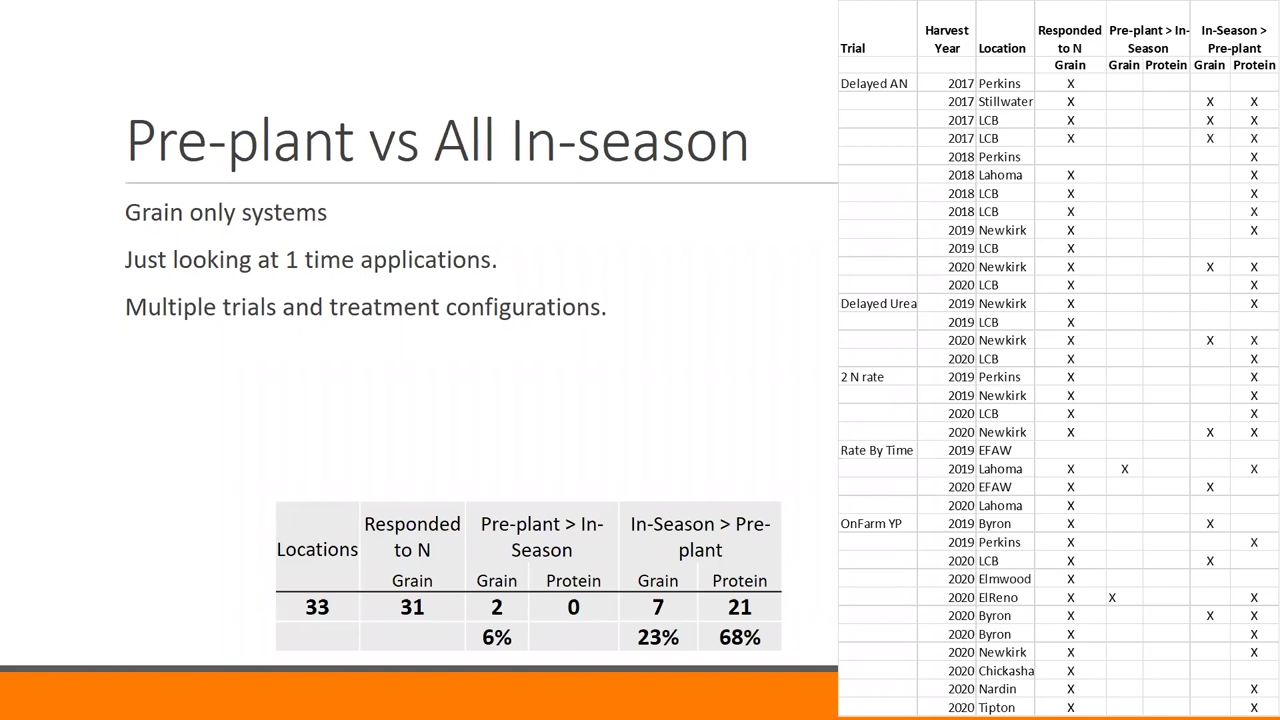 Pre-plant vs All In-season
Grain only systems
Just looking at 1 time applications.
Multiple trials and treatment configurations.
Locations Responded to N Pre-plant > In-Season In-Season > Pre-plant
Grain Grain Protein Grain Protein
33 31 2 0 7 21
6% 23% 68%
Trial Harvest Year Location Responded to N Pre-plant > In-Season In-Season > Pre-plant
Grain Grain Protein Grain Protein
Delayed AN 2017 Perkins X
2017 Stillwater X X X
2017 LCB X X X
2017 LCB X X X
2018 Perkins X
2018 Lahoma X X
2018 LCB X X
2018 LCB X X
2019 Newkirk X X
2019 LCB X
2020 Newkirk X X X
2020 LCB X X
Delayed Urea 2019 Newkirk X X
2019 LCB X
2020 Newkirk X X X
2020 LCB X X
2 N rate 2019 Perkins X X
2019 Newkirk X X
2020 LCB X X
2020 Newkirk X X X
Rate By Time 2019 EFAW
2019 Lahoma X X X
2020 EFAW X X
2020 Lahoma X
OnFarm YP 2019 Byron X X
2019 Perkins X X
2020 LCB X X
2020 Elmwood X
2020 ElReno X X X
2020 Byron X X X
2020 Byron X X
2020 Newkirk X X
2020 Chickasha X
2020 Nardin X X
2020 Tipton X X